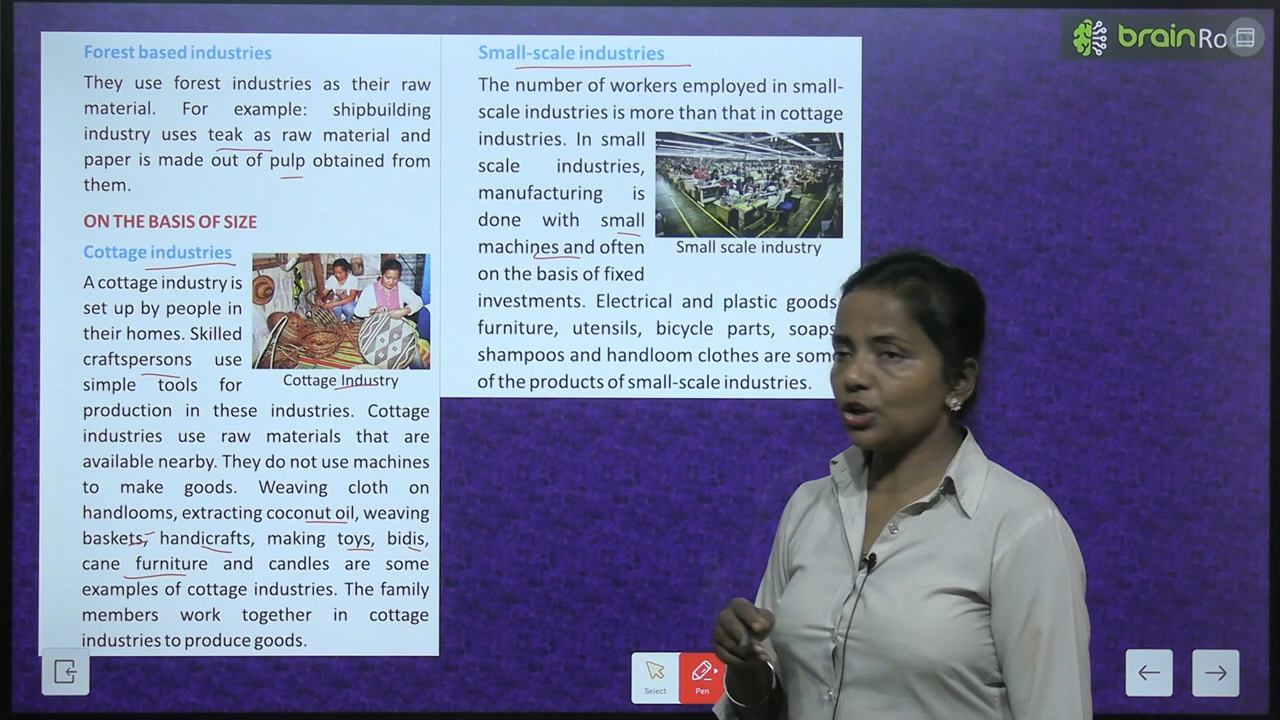 Forest based industries
They use forest industries as their raw
material. For example: shipbuilding
industry uses teak as raw material and
paper is made out of pulp obtained from
them.
ON THE BASIS OF SIZE
Cottage industries
A cottage industry is
set up by people in
their homes. Skilled
craftspersons use
simple tools for
Cottage Industry
production in these industries. Cottage
industries use raw materials that are
available nearby. They do not use machines
to make goods. Weaving cloth on
handlooms, extracting coconut oil, weaving
baskets, handicrafts, making toys, bidis,
cane furniture and candles are some
examples of cottage industries. The family
members work together in cottage
industries to produce goods.
Small-scale industries
The number of workers employed in small-
scale industries is more than that in cottage
industries. In small
scale industries,
manufacturing is
done with small
machines and often
on the basis of fixed
Small scale industry
investments. Electrical and plastic goods
furniture, utensils, bicycle parts, soaps
shampoos and handloom clothes are some
of the products of small-scale industries.
brain Ro
Select
Pen